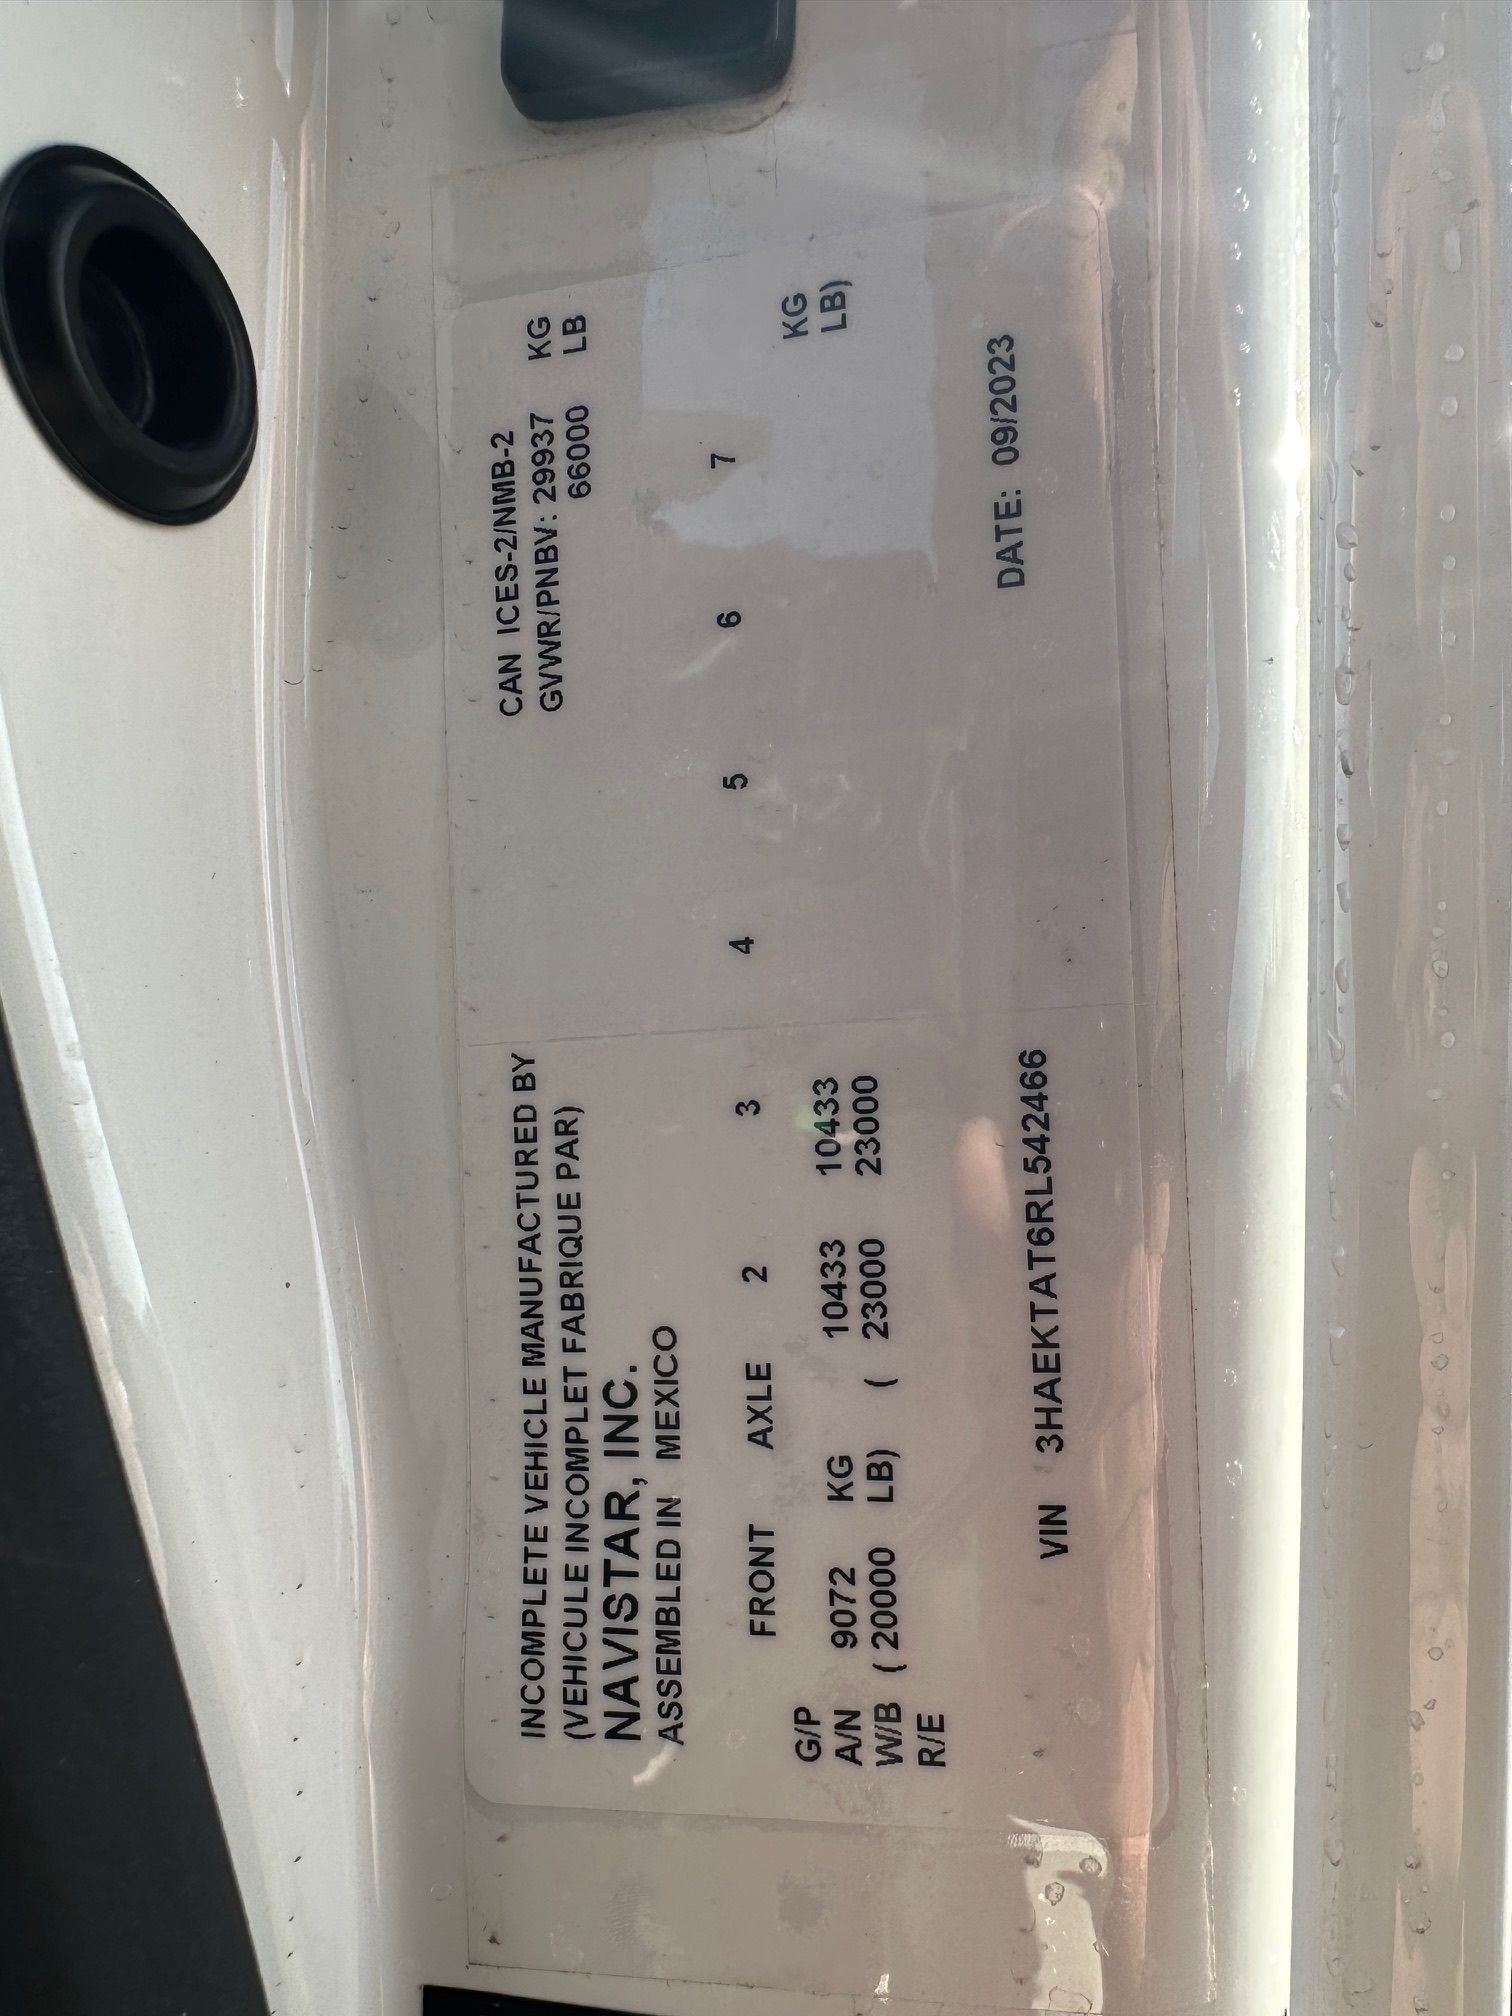 INCOMPLETE VEHICLE MANUFACTURED BY
(VEHICULE INCOMPLET FABRIQUE PAR)
NAVISTAR, INC.
ASSEMBLED IN MEXICO
CAN ICES-2/NMB-2
GVWR/PNBV: 29937 KG
66000 LB
FRONT AXLE 2 3 4 5 6 7
G/P
A/N 9072 KG 10433 10433 KG
W/B ( 20000 LB) ( 23000 23000 LB)
R/E
VIN 3HAEKTAT6RL542466 DATE: 09/2023